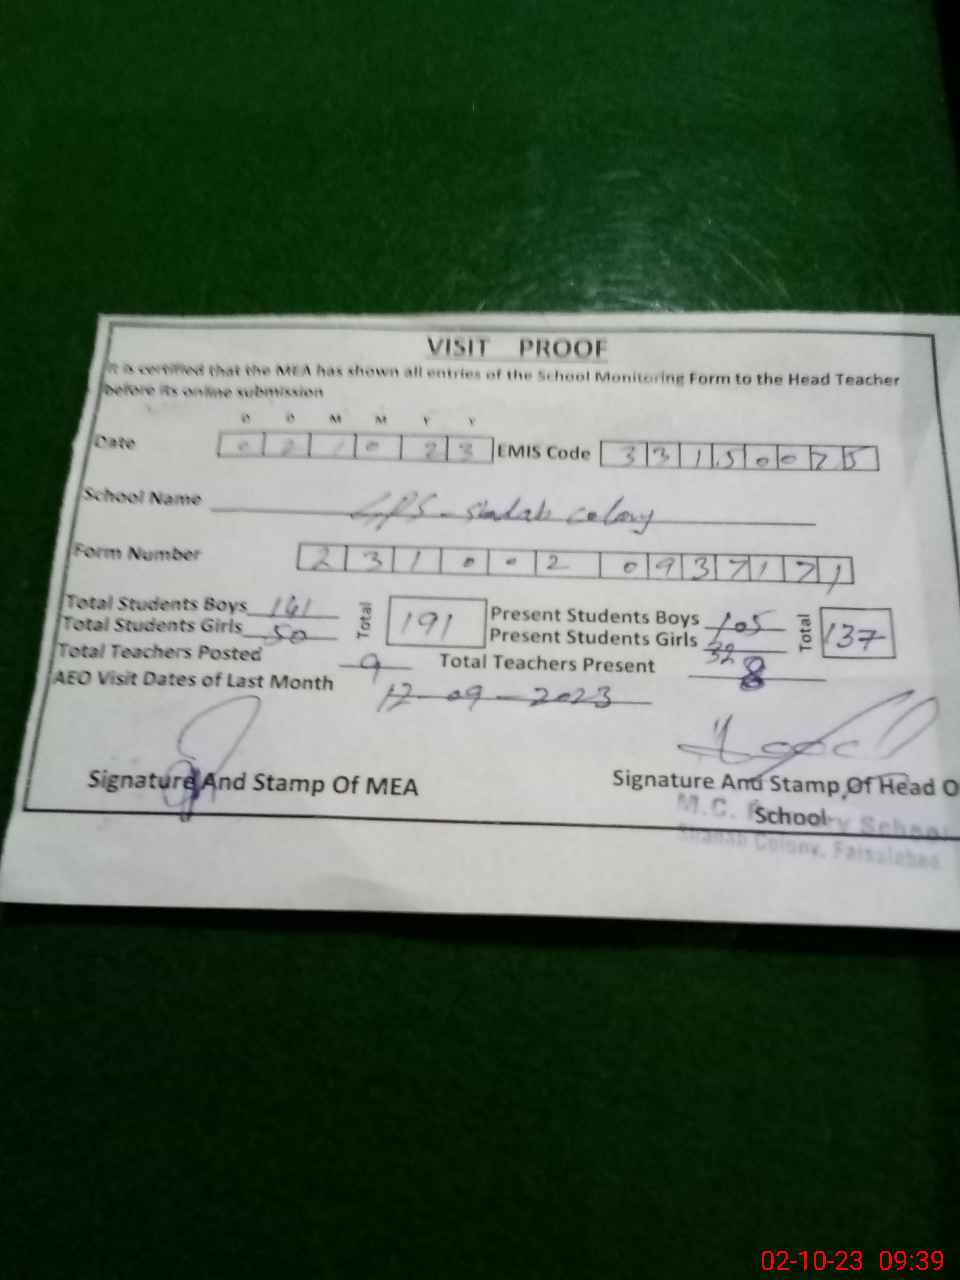 VISIT PROOF
It is certified that the MEA has shown all entries of the School Monitoring Form to the Head Teacher
before its online submission
D D M M Y Y
Date 0 2 1 0 2 3 EMIS Code 3 3 1 5 0 0 7 5
School Name Colony
Form Number 2 3 1 0 0 2 0 9 3 7 1 7 1
Total Students Boys 141 Total 191 Present Students Boys 105 Total 137
Total Students Girls 50 Present Students Girls 32
Total Teachers Posted 9 Total Teachers Present 8
AEO Visit Dates of Last Month 12-09-2023
Signature And Stamp Of MEA Signature And Stamp Of Head O
School
M.C. School
Colony, Faisalabad
02-10-23 09:39